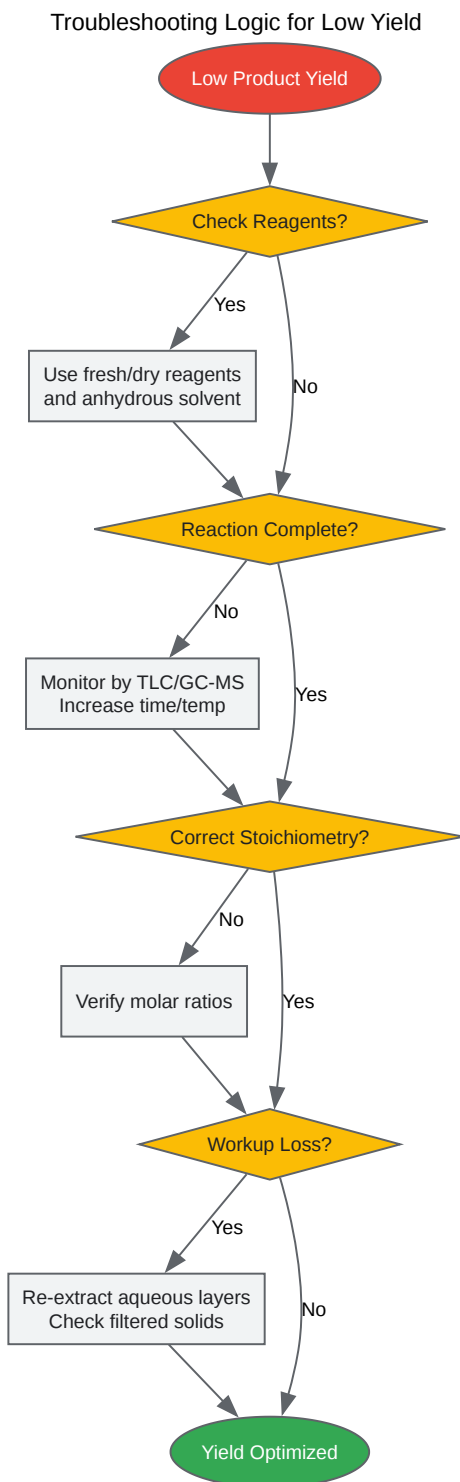 Troubleshooting Logic for Low Yield
Low Product Yield
Check Reagents?
Yes
Use fresh/dry reagents
and anhydrous solvent
No
Reaction Complete?
No
Monitor by TLC/GC-MS
Increase time/temp
Yes
Correct Stoichiometry?
No
Verify molar ratios
Yes
Workup Loss?
Yes
Re-extract aqueous layers
Check filtered solids
No
Yield Optimized